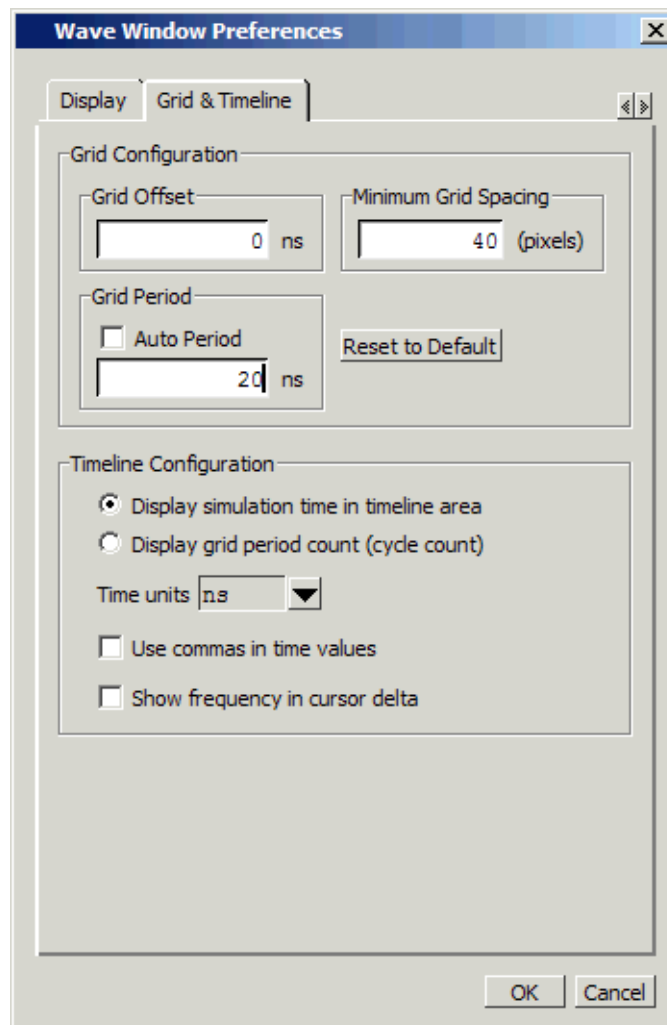 Wave Window Preferences
Display
Grid & Timeline
Grid Configuration
Grid Offset
0 ns
Minimum Grid Spacing
40 (pixels)
Grid Period
Auto Period
20 ns
Reset to Default
Timeline Configuration
Display simulation time in timeline area
Display grid period count (cycle count)
Time units ns
Use commas in time values
Show frequency in cursor delta
OK
Cancel